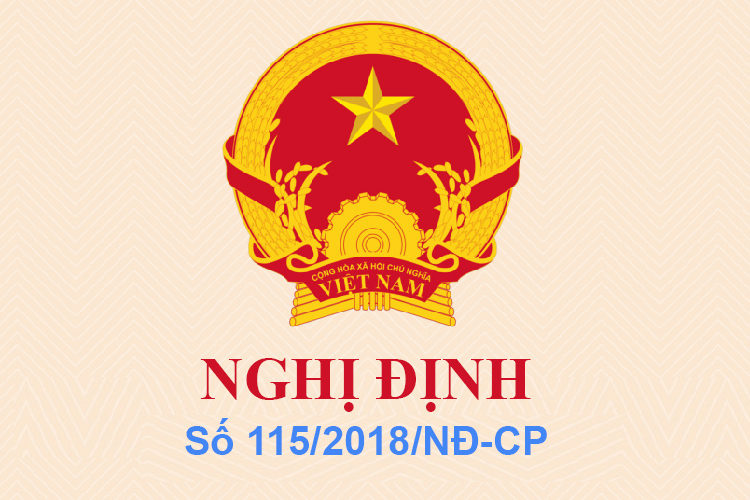 CỘNG HÒA XÃ HỘI CHỦ NGHĨA
VIỆT NAM
NGHỊ ĐỊNH
Số 115/2018/NĐ-CP